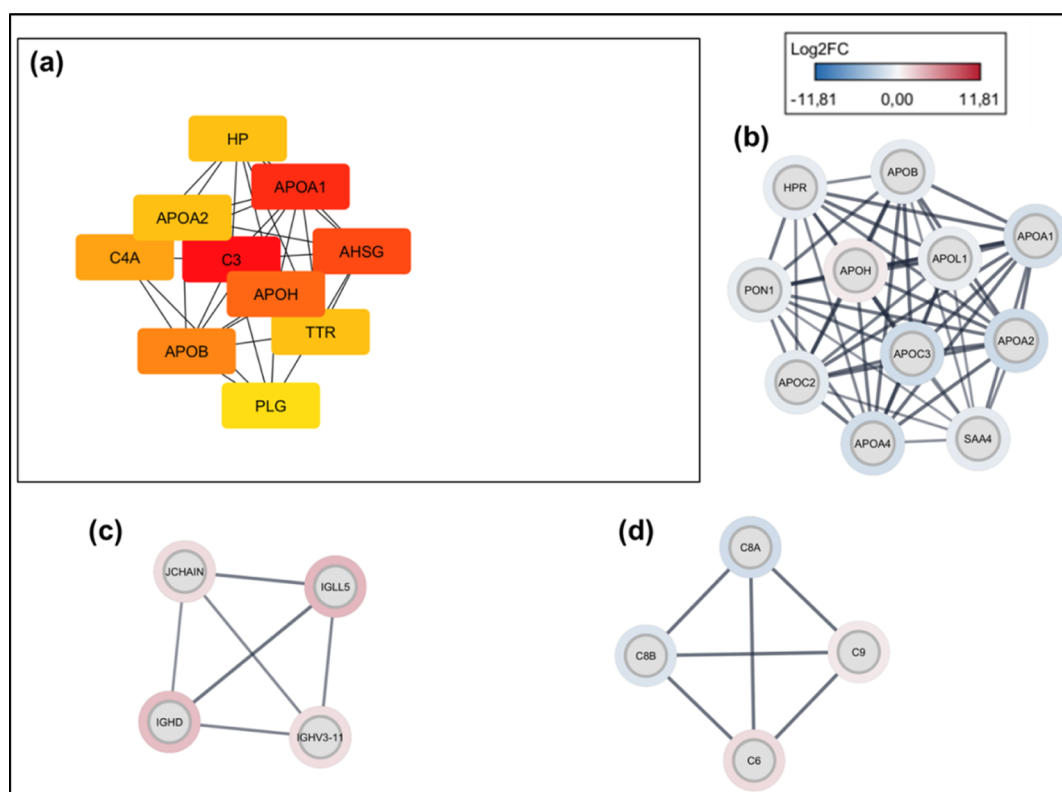 (a)
HP
APOA1
APOA2
AHSG
C4A
C3
APOH
TTR
APOB
PLG
Log2FC
-11,81 0,00 11,81
(b)
APOB
HPR
APOA1
APOL1
APOH
PON1
APOA2
APOC3
APOC2
APOA4
SAA4
(c)
JCHAIN
IGLL5
IGHD
IGHV3-11
(d)
C8A
C8B
C9
C6